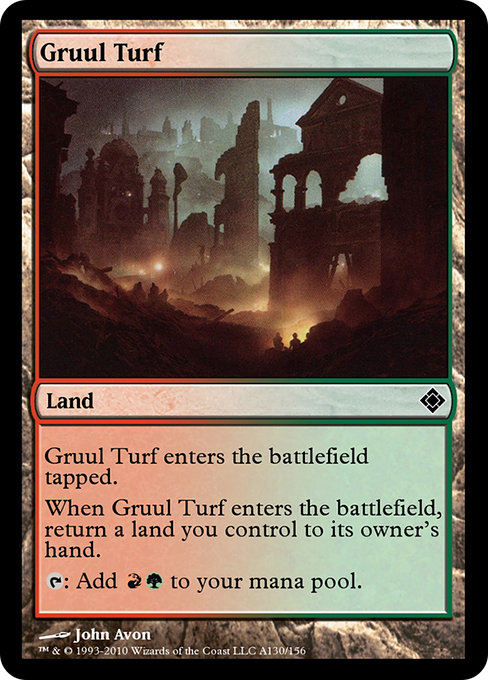 Gruul Turf
Land
Gruul Turf enters the battlefield
tapped.
When Gruul Turf enters the battlefield,
return a land you control to its owner's
hand.
: Add to your mana pool.
John Avon
™ & © 1993-2010 Wizards of the Coast LLC A130/156